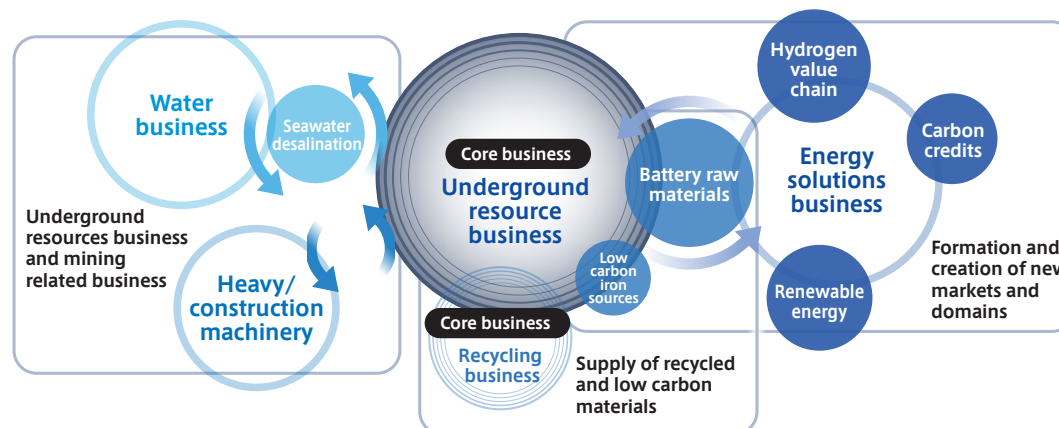 Water
business
Seawater
desalination
Underground
resources business
and mining
related business
Heavy/
construction
machinery
Core business
Underground
resource
business
Low
carbon
iron
sources
Core business
Recycling
business
Supply of recycled
and low carbon
materials
Battery raw
materials
Hydrogen
value
chain
Carbon
credits
Energy
solutions
business
Renewable
energy
Formation and
creation of
markets and
domains